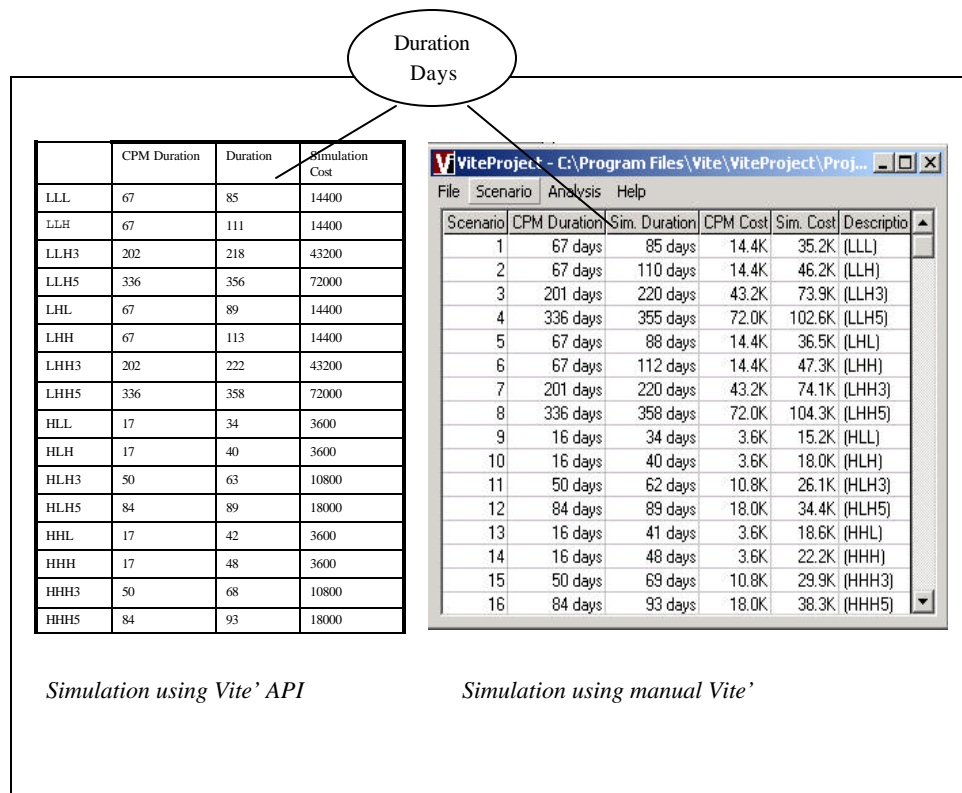 Duration
Days
CPM Duration Duration Simulation
Cost
LLL 67 85 14400
LLH 67 111 14400
LLH3 202 218 43200
LLH5 336 356 72000
LHL 67 89 14400
LHH 67 113 14400
LHH3 202 222 43200
LHH5 336 358 72000
HLL 17 34 3600
HLH 17 40 3600
HLH3 50 63 10800
HLH5 84 89 18000
HHL 17 42 3600
HHH 17 48 3600
HHH3 50 68 10800
HHH5 84 93 18000
Simulation using Vite’ API
ViteProject - C:\Program Files\Vite\ViteProject\Proj...
File Scenario Analysis Help
Scenario CPM Duration Sim. Duration CPM Cost Sim. Cost Descriptio
1 67 days 85 days 14.4K 35.2K (LLL)
2 67 days 110 days 14.4K 46.2K (LLH)
3 201 days 220 days 43.2K 73.9K (LLH3)
4 336 days 355 days 72.0K 102.6K (LLH5)
5 67 days 88 days 14.4K 36.5K (LHL)
6 67 days 112 days 14.4K 47.3K (LHH)
7 201 days 220 days 43.2K 74.1K (LHH3)
8 336 days 358 days 72.0K 104.3K (LHH5)
9 16 days 34 days 3.6K 15.2K (HLL)
10 16 days 40 days 3.6K 18.0K (HLH)
11 50 days 62 days 10.8K 26.1K (HLH3)
12 84 days 89 days 18.0K 34.4K (HLH5)
13 16 days 41 days 3.6K 18.6K (HHL)
14 16 days 48 days 3.6K 22.2K (HHH)
15 50 days 69 days 10.8K 29.9K (HHH3)
16 84 days 93 days 18.0K 38.3K (HHH5)
Simulation using manual Vite’